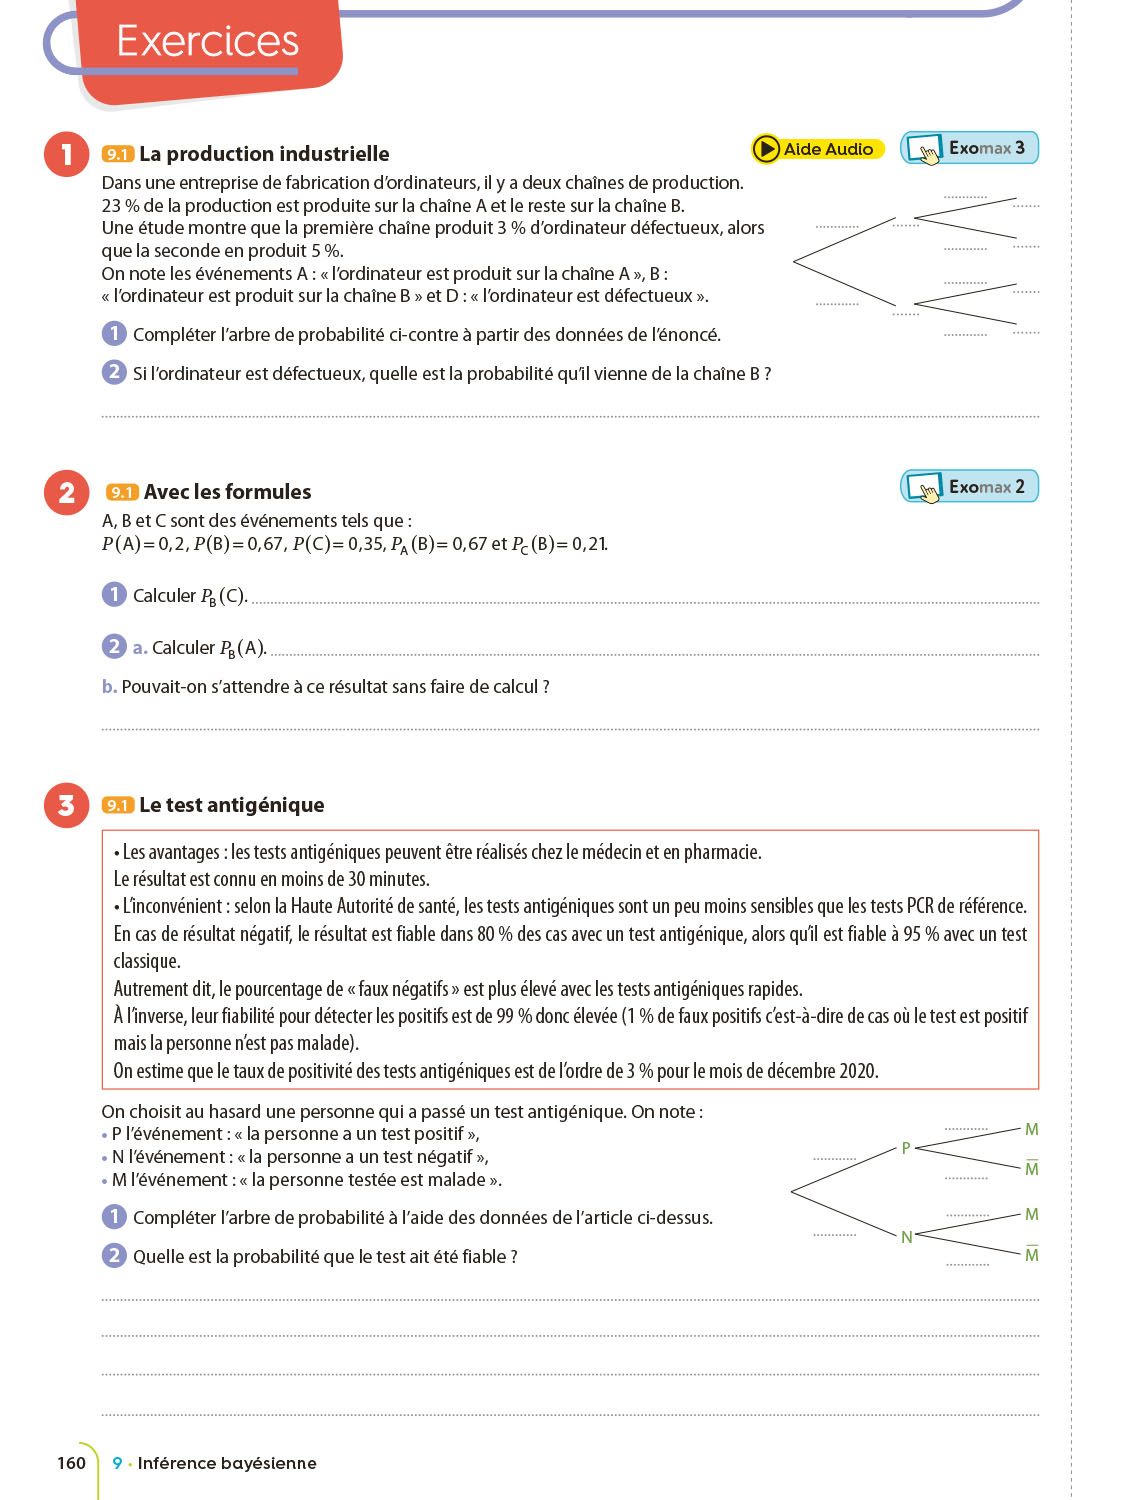 Exercices
1 9.1 La production industrielle
Aide Audio
Exomax 3
Dans une entreprise de fabrication d’ordinateurs, il y a deux chaînes de production.
23 % de la production est produite sur la chaîne A et le reste sur la chaîne B.
Une étude montre que la première chaîne produit 3 % d’ordinateur défectueux, alors
que la seconde en produit 5 %.
On note les événements A : « l’ordinateur est produit sur la chaîne A », B :
« l’ordinateur est produit sur la chaîne B » et D : « l’ordinateur est défectueux ».
1 Compléter l’arbre de probabilité ci-contre à partir des données de l’énoncé.
2 Si l’ordinateur est défectueux, quelle est la probabilité qu’il vienne de la chaîne B ?
2 9.1 Avec les formules
Exomax 2
A, B et C sont des événements tels que :
P(A) = 0,2, P(B) = 0,67, P(C) = 0,35, P_A(B) = 0,67 et P_C(B) = 0,21.
1 Calculer P_B(C).
2 a. Calculer P_B(A).
b. Pouvait-on s’attendre à ce résultat sans faire de calcul ?
3 9.1 Le test antigénique
• Les avantages : les tests antigéniques peuvent être réalisés chez le médecin et en pharmacie.
Le résultat est connu en moins de 30 minutes.
• L’inconvénient : selon la Haute Autorité de santé, les tests antigéniques sont un peu moins sensibles que les tests PCR de référence.
En cas de résultat négatif, le résultat est fiable dans 80 % des cas avec un test antigénique, alors qu’il est fiable à 95 % avec un test
classique.
Autrement dit, le pourcentage de « faux négatifs » est plus élevé avec les tests antigéniques rapides.
À l’inverse, leur fiabilité pour détecter les positifs est de 99 % donc élevée (1 % de faux positifs c’est-à-dire de cas où le test est positif
mais la personne n’est pas malade).
On estime que le taux de positivité des tests antigéniques est de l’ordre de 3 % pour le mois de décembre 2020.
On choisit au hasard une personne qui a passé un test antigénique. On note :
• P l’événement : « la personne a un test positif »,
• N l’événement : « la personne a un test négatif »,
• M l’événement : « la personne testée est malade ».
P
N
M
M̅
M
M̅
1 Compléter l’arbre de probabilité à l’aide des données de l’article ci-dessus.
2 Quelle est la probabilité que le test ait été fiable ?
160 9 • Inférence bayésienne